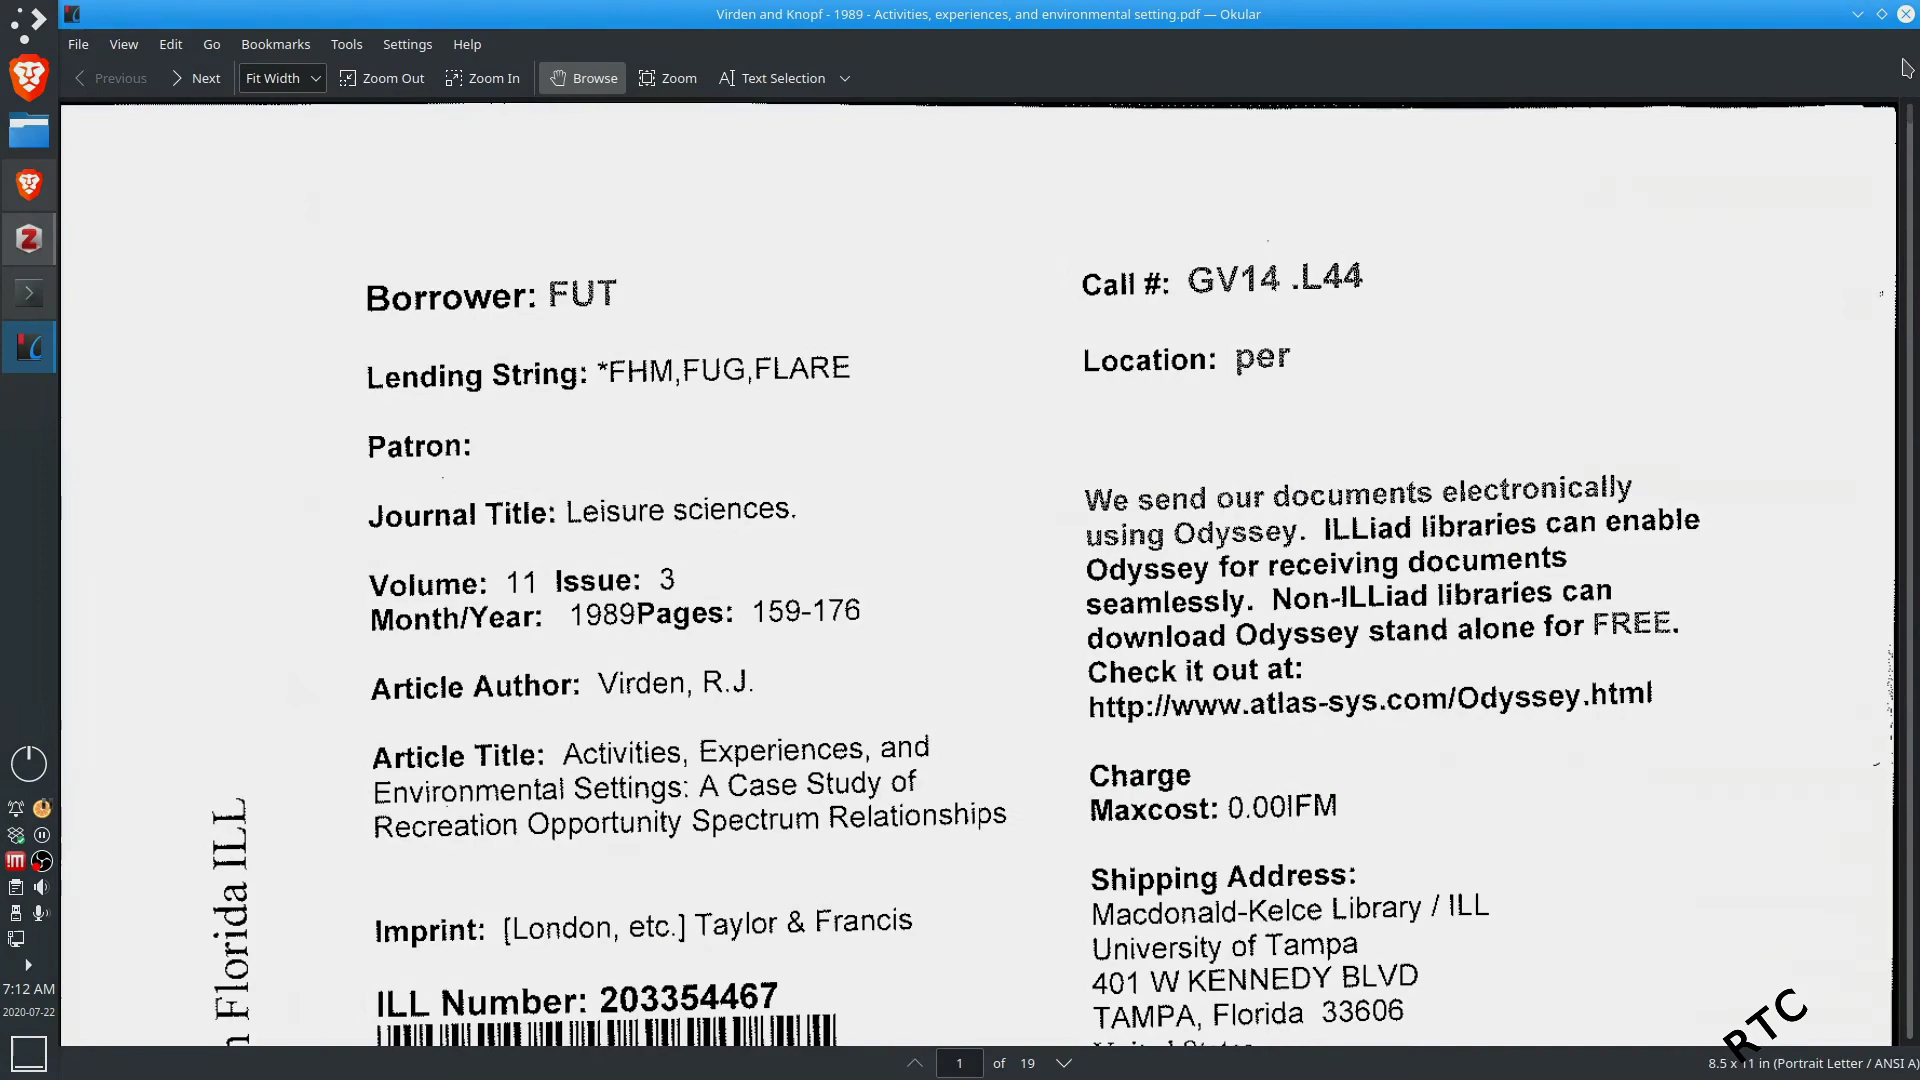 Virden and Knopf - 1989 - Activities, experiences, and environmental setting.pdf — Okular
File View Edit Go Bookmarks Tools Settings Help
Previous Next Fit Width Zoom Out Zoom In Browse Zoom Text Selection
Borrower: FUT
Lending String: *FHM,FUG,FLARE
Patron:
Journal Title: Leisure sciences.
Volume: 11 Issue: 3
Month/Year: 1989Pages: 159-176
Article Author: Virden, R.J.
Article Title: Activities, Experiences, and
Environmental Settings: A Case Study of
Recreation Opportunity Spectrum Relationships
Imprint: [London, etc.] Taylor & Francis
ILL Number: 203354467
Call #: GV14 .L44
Location: per
We send our documents electronically
using Odyssey. ILLiad libraries can enable
Odyssey for receiving documents
seamlessly. Non-ILLiad libraries can
download Odyssey stand alone for FREE.
Check it out at:
http://www.atlas-sys.com/Odyssey.html
Charge
Maxcost: 0.00IFM
Shipping Address:
Macdonald-Kelce Library / ILL
University of Tampa
401 W KENNEDY BLVD
TAMPA, Florida 33606
Florida ILL
7:12 AM
2020-07-22
1 of 19
8.5 x 11 in (Portrait Letter / ANSI A)
RTC